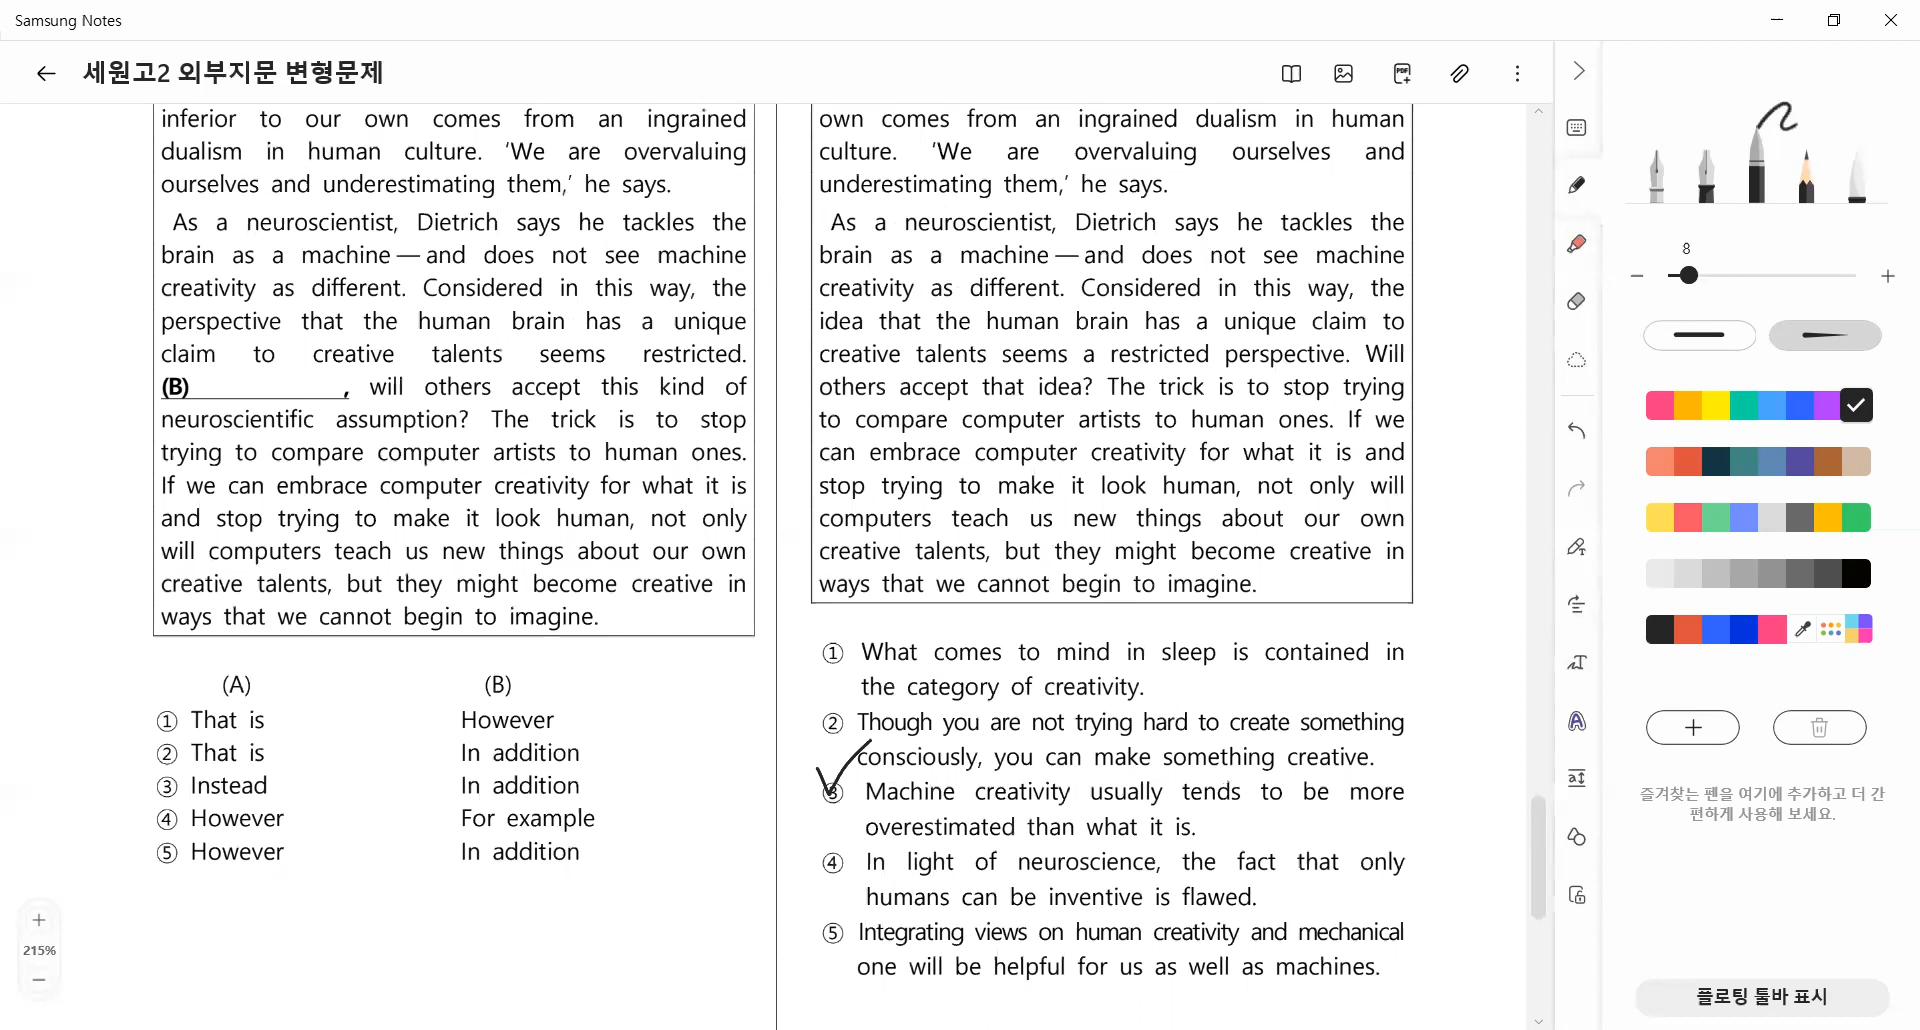 Samsung Notes
세원고2 외부지문 변형문제
inferior to our own comes from an ingrained
dualism in human culture. ‘We are overvaluing
ourselves and underestimating them,’ he says.
As a neuroscientist, Dietrich says he tackles the
brain as a machine — and does not see machine
creativity as different. Considered in this way, the
perspective that the human brain has a unique
claim to creative talents seems restricted.
(B) , will others accept this kind of
neuroscientific assumption? The trick is to stop
trying to compare computer artists to human ones.
If we can embrace computer creativity for what it is
and stop trying to make it look human, not only
will computers teach us new things about our own
creative talents, but they might become creative in
ways that we cannot begin to imagine.
(A) (B)
① That is However
② That is In addition
③ Instead In addition
④ However For example
⑤ However In addition
own comes from an ingrained dualism in human
culture. ‘We are overvaluing ourselves and
underestimating them,’ he says.
As a neuroscientist, Dietrich says he tackles the
brain as a machine — and does not see machine
creativity as different. Considered in this way, the
idea that the human brain has a unique claim to
creative talents seems a restricted perspective. Will
others accept that idea? The trick is to stop trying
to compare computer artists to human ones. If we
can embrace computer creativity for what it is and
stop trying to make it look human, not only will
computers teach us new things about our own
creative talents, but they might become creative in
ways that we cannot begin to imagine.
① What comes to mind in sleep is contained in
the category of creativity.
② Though you are not trying hard to create something
consciously, you can make something creative.
③ Machine creativity usually tends to be more
overestimated than what it is.
④ In light of neuroscience, the fact that only
humans can be inventive is flawed.
⑤ Integrating views on human creativity and mechanical
one will be helpful for us as well as machines.
215%
PDF
8
즐겨찾는 펜을 여기에 추가하고 더 간
편하게 사용해 보세요.
플로팅 툴바 표시